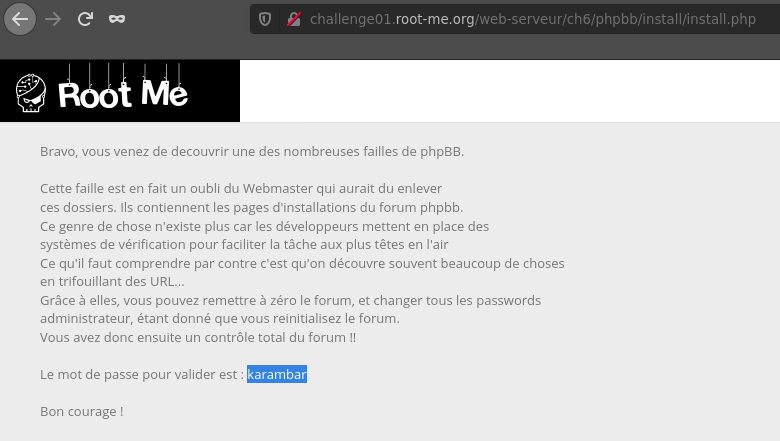 challenge01.root-me.org/web-serveur/ch6/phpbb/install/install.php
Root Me
Bravo, vous venez de decouvrir une des nombreuses failles de phpBB.
Cette faille est en fait un oubli du Webmaster qui aurait du enlever
ces dossiers. Ils contiennent les pages d'installations du forum phpbb.
Ce genre de chose n'existe plus car les développeurs mettent en place des
systèmes de vérification pour faciliter la tâche aux plus têtes en l'air
Ce qu'il faut comprendre par contre c'est qu'on découvre souvent beaucoup de choses
en trifouillant des URL...
Grâce à elles, vous pouvez remettre à zéro le forum, et changer tous les passwords
administrateur, étant donné que vous reinitialisez le forum.
Vous avez donc ensuite un contrôle total du forum !!
Le mot de passe pour valider est : karambar
Bon courage !